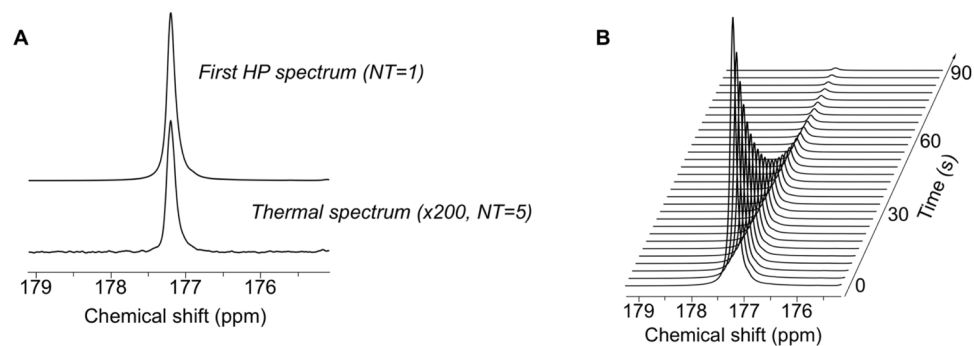 A
First HP spectrum (NT=1)
Thermal spectrum (x200, NT=5)
179 178 177 176
Chemical shift (ppm)
B
90
60
30
0
Time (s)
179 178 177 176
Chemical shift (ppm)